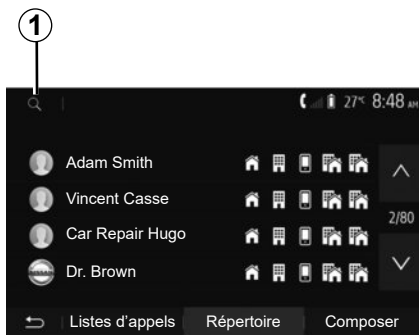 1
27°C 8:48 AM
Adam Smith
Vincent Casse
2/80
Car Repair Hugo
NISSAN
Dr. Brown
Listes d'appels Répertoire Composer